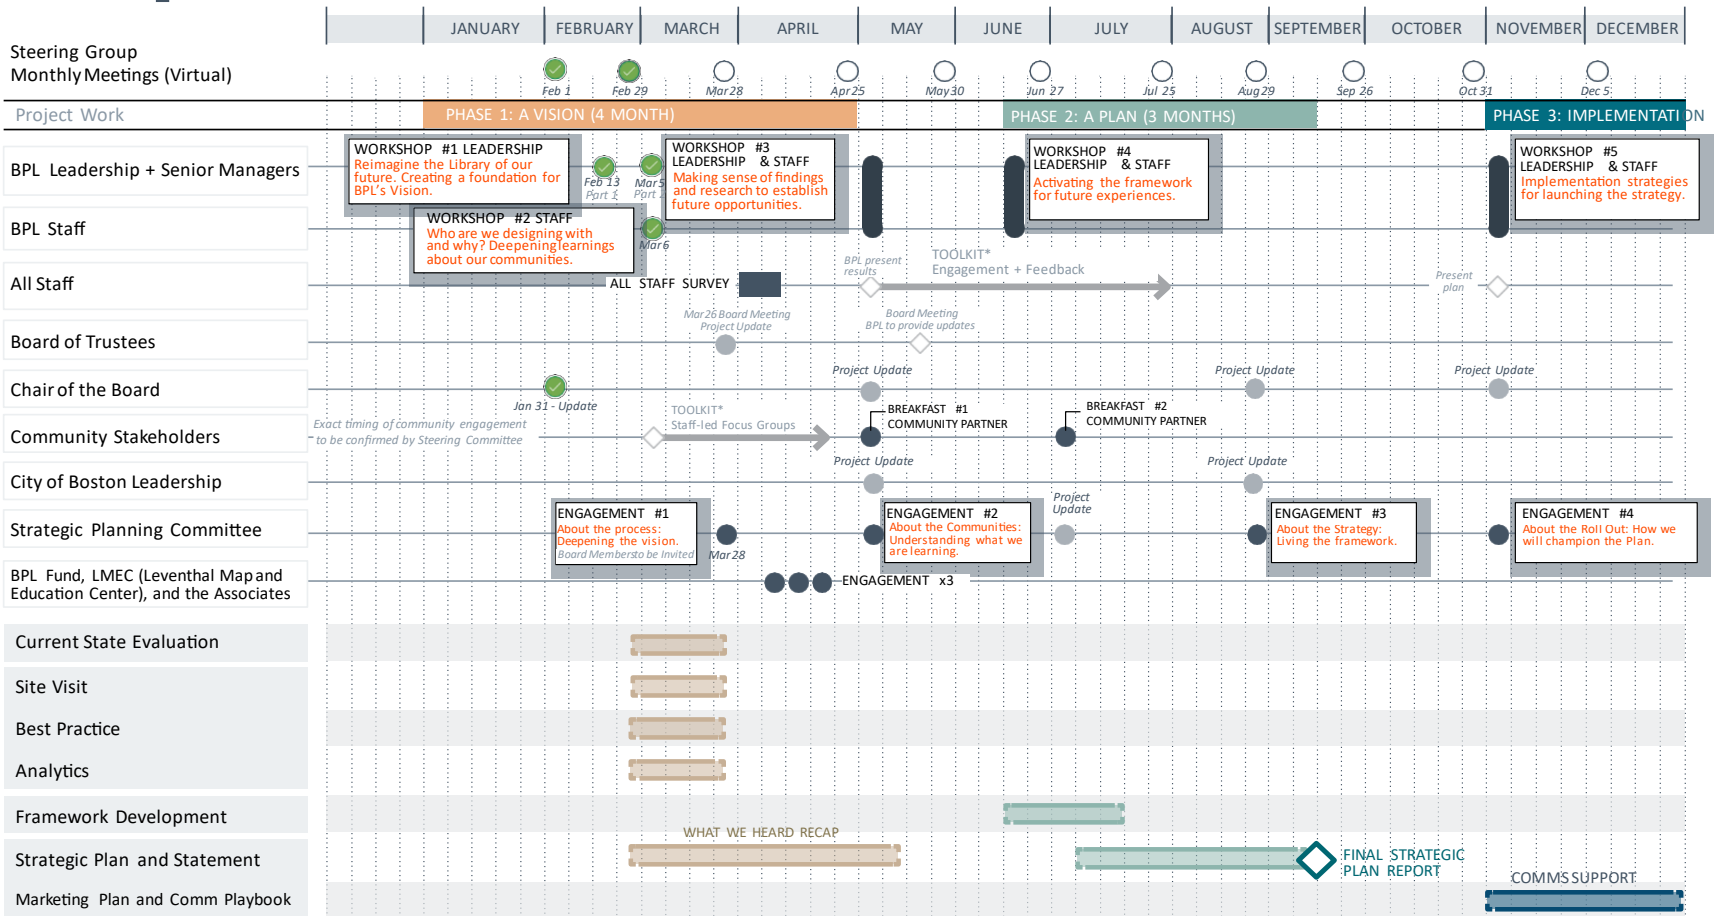 JANUARY FEBRUARY MARCH APRIL MAY JUNE JULY AUGUST SEPTEMBER OCTOBER NOVEMBER DECEMBER
Steering Group
Monthly Meetings (Virtual)
Feb 1 Feb 29 Mar 28 Apr 25 May 30 Jun 27 Jul 25 Aug 29 Sep 26 Oct 31 Dec 5
Project Work
PHASE 1: A VISION (4 MONTH)
PHASE 2: A PLAN (3 MONTHS)
PHASE 3: IMPLEMENTATION
BPL Leadership + Senior Managers
WORKSHOP #1 LEADERSHIP
Reimagine the Library of our
future. Creating a foundation for
BPL's Vision.
Feb 13
Part 1
Mar 5
Part
WORKSHOP #3
LEADERSHIP & STAFF
Making sense of findings
and research to establish
future opportunities.
WORKSHOP #4
LEADERSHIP & STAFF
Activating the framework
for future experiences.
WORKSHOP #5
LEADERSHIP & STAFF
Implementation strategies
for launching the strategy.
BPL Staff
WORKSHOP #2 STAFF
Who are we designing with
and why? Deepening learnings
about our communities.
Mar 6
All Staff
ALL STAFF SURVEY
BPL present
results
TOOLKIT*
Engagement + Feedback
Present
plan
Board of Trustees
Mar 26 Board Meeting
Project Update
Board Meeting
BPL to provide updates
Chair of the Board
Jan 31 - Update
Project Update
Project Update
Project Update
Community Stakeholders
Exact timing of community engagement
to be confirmed by Steering Committee
TOOLKIT*
Staff-led Focus Groups
BREAKFAST #1
COMMUNITY PARTNER
BREAKFAST #2
COMMUNITY PARTNER
City of Boston Leadership
Project Update
Project Update
Strategic Planning Committee
ENGAGEMENT #1
About the process:
Deepening the vision.
Board Members to be Invited
Mar 28
ENGAGEMENT #2
About the Communities:
Understanding what we
are learning.
Project
Update
ENGAGEMENT #3
About the Strategy:
Living the framework.
ENGAGEMENT #4
About the Roll Out: How we
will champion the Plan.
BPL Fund, LMEC (Leventhal Map and
Education Center), and the Associates
ENGAGEMENT x3
Current State Evaluation
Site Visit
Best Practice
Analytics
Framework Development
WHAT WE HEARD RECAP
Strategic Plan and Statement
FINAL STRATEGIC
PLAN REPORT
COMMS SUPPORT
Marketing Plan and Comm Playbook